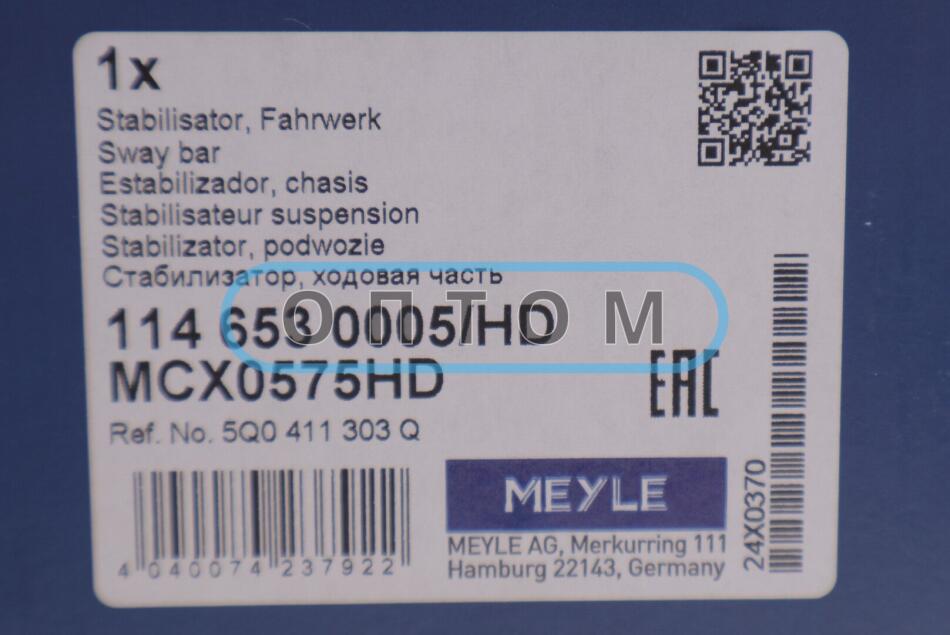 1x
Stabilisator, Fahrwerk
Sway bar
Estabilizador, chasis
Stabilisateur suspension
Stabilizator, podwozie
Стабилизатор, ходовая часть
ОПТОМ
114 653 0005/HD
MCX0575HD
EAC
Ref. No. 5Q0 411 303 Q
4 040074 237922
MEYLE
MEYLE AG, Merkurring 111
Hamburg 22143, Germany
24X0370